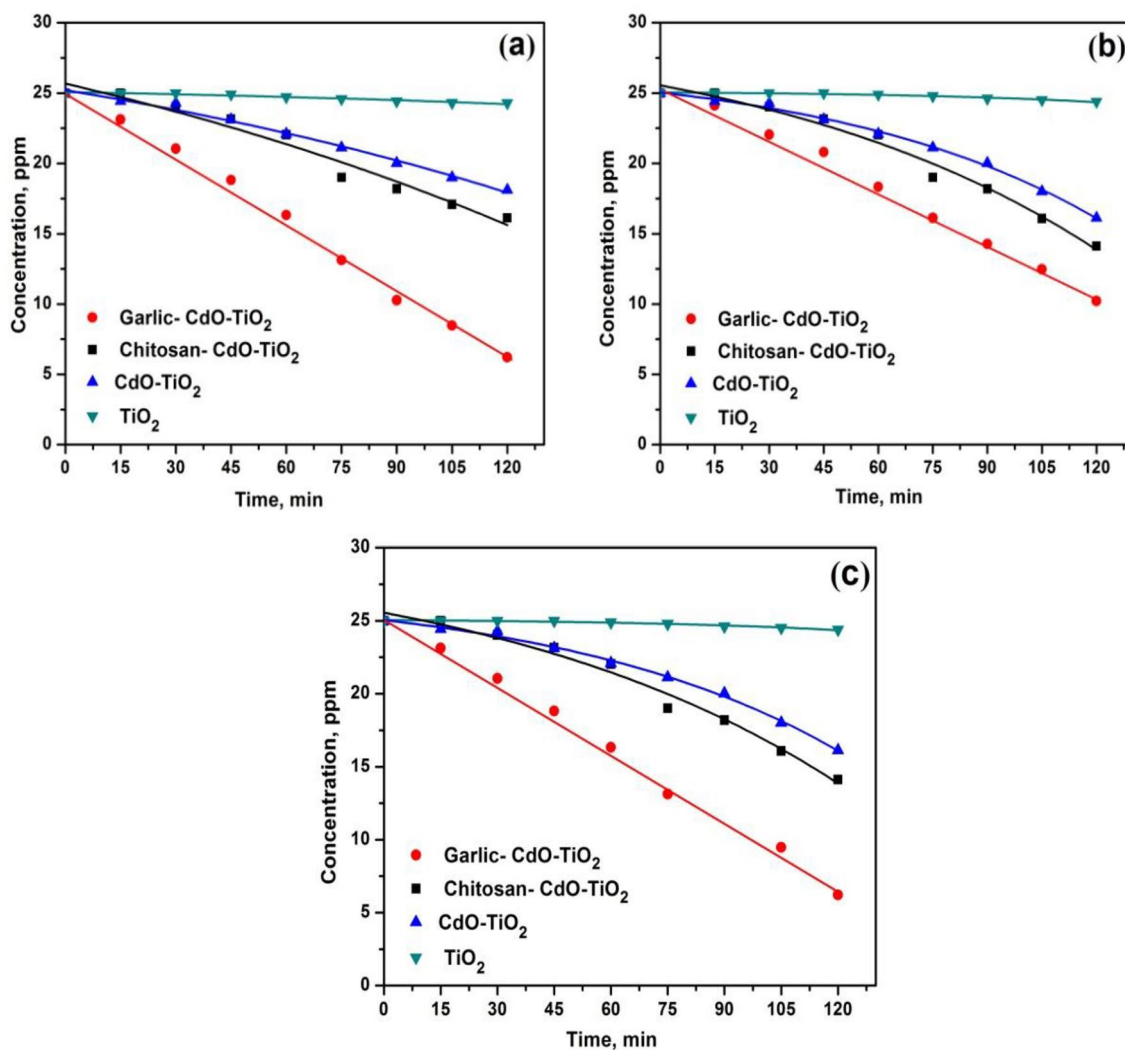 (a)
Concentration, ppm
30
25
20
15
10
5
0
Garlic- CdO-TiO₂
Chitosan- CdO-TiO₂
CdO-TiO₂
TiO₂
0 15 30 45 60 75 90 105 120
Time, min
(b)
Concentration, ppm
30
25
20
15
10
5
0
Garlic- CdO-TiO₂
Chitosan- CdO-TiO₂
CdO-TiO₂
TiO₂
0 15 30 45 60 75 90 105 120
Time, min
(c)
Concentration, ppm
30
25
20
15
10
5
0
Garlic- CdO-TiO₂
Chitosan- CdO-TiO₂
CdO-TiO₂
TiO₂
0 15 30 45 60 75 90 105 120
Time, min